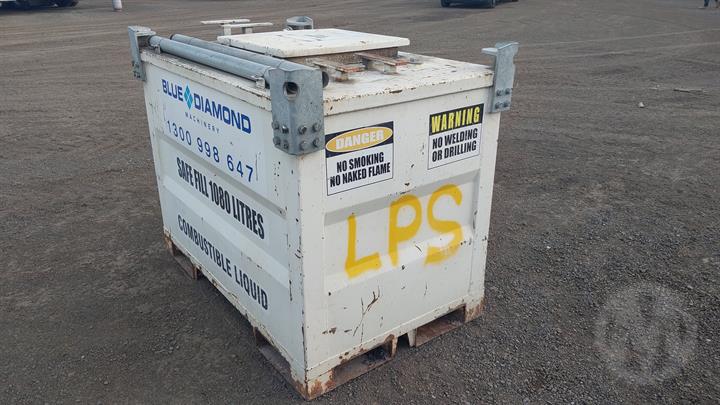 BLUE DIAMOND
MACHINERY
1300 998 647
SAFE FILL 1080 LITRES
COMBUSTIBLE LIQUID
DANGER
NO SMOKING
NO NAKED FLAME
WARNING
NO WELDING
OR DRILLING
LPS